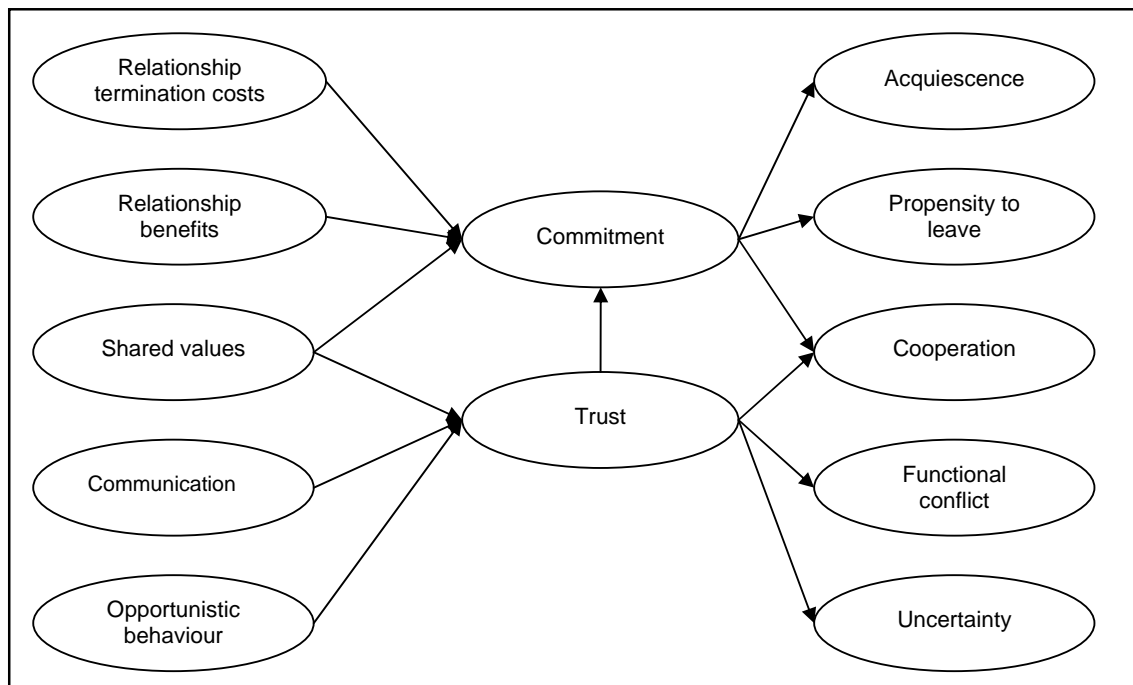 Relationship
termination costs
Relationship
benefits
Shared values
Communication
Opportunistic
behaviour
Commitment
Trust
Acquiescence
Propensity to
leave
Cooperation
Functional
conflict
Uncertainty